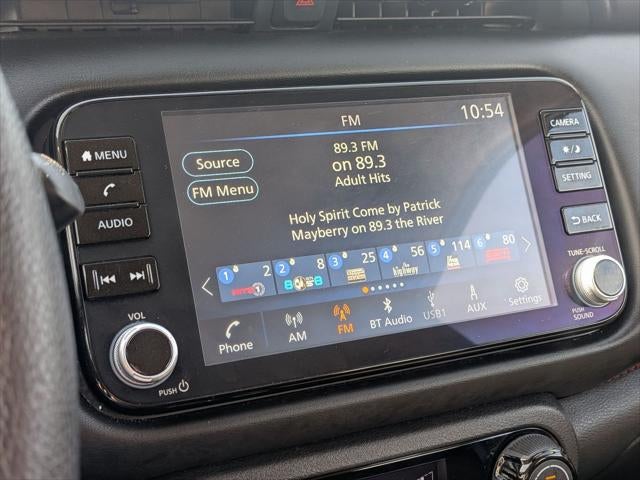 FM
10:54
CAMERA
MENU
Source
89.3 FM
on 89.3
Adult Hits
FM Menu
SETTING
Holy Spirit Come by Patrick
Mayberry on 89.3 the River
AUDIO
BACK
1 2 2 8 3 25 4 56 5 114 6 80
highway
TUNE·SCROLL
VOL
Phone
AM
FM
BT Audio
USB1
AUX
Settings
PUSH
SOUND
PUSH